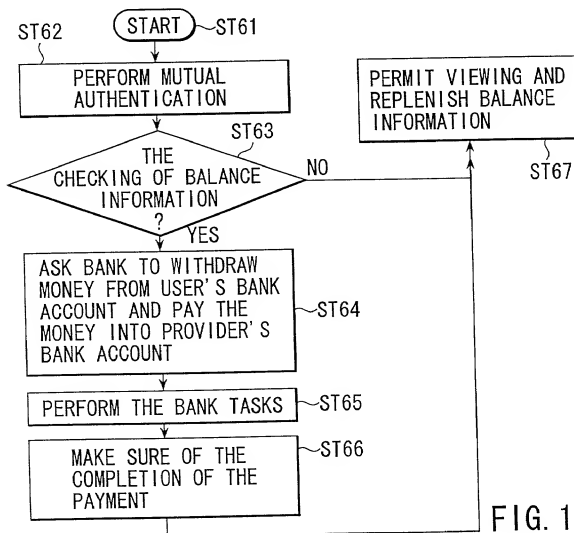 START
ST61
ST62
PERFORM MUTUAL
AUTHENTICATION
ST63
THE
CHECKING OF BALANCE
INFORMATION
?
NO
YES
PERMIT VIEWING AND
REPLENISH BALANCE
INFORMATION
ST67
ASK BANK TO WITHDRAW
MONEY FROM USER'S BANK
ACCOUNT AND PAY THE
MONEY INTO PROVIDER'S
BANK ACCOUNT
ST64
PERFORM THE BANK TASKS
ST65
MAKE SURE OF THE
COMPLETION OF THE
PAYMENT
ST66
FIG. 1